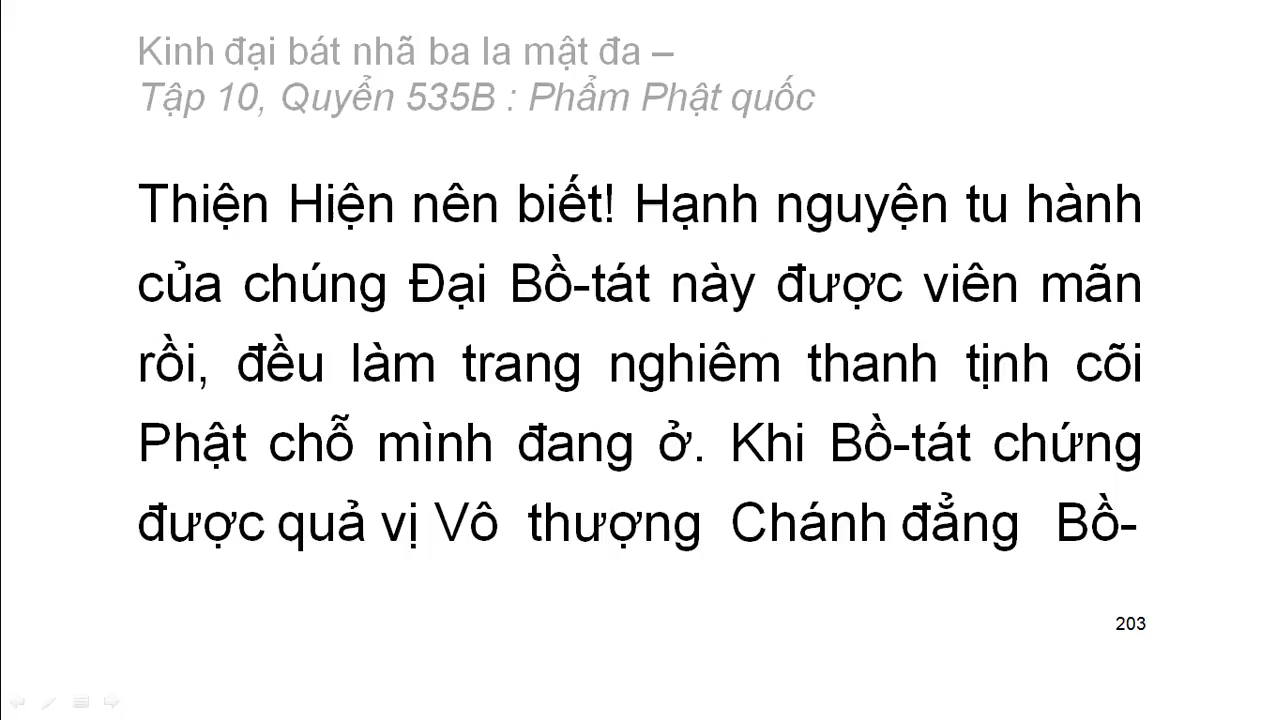 Kinh đại bát nhã ba la mật đa –
Tập 10, Quyển 535B : Phẩm Phật quốc
Thiện Hiện nên biết! Hạnh nguyện tu hành
của chúng Đại Bồ-tát này được viên mãn
rồi, đều làm trang nghiêm thanh tịnh cõi
Phật chỗ mình đang ở. Khi Bồ-tát chứng
được quả vị Vô thượng Chánh đẳng Bồ-
203